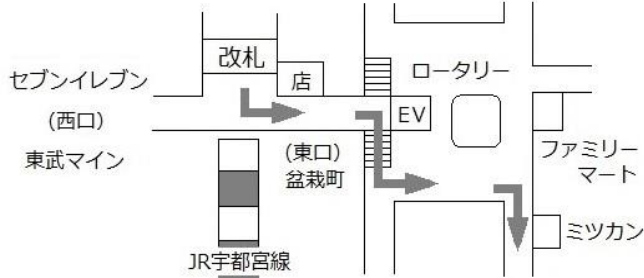 改札
店
ロータリー
セブンイレブン
(西口)
東武マイン
EV
(東口)
盆栽町
ファミリー
マート
ミツカン
JR宇都宮線